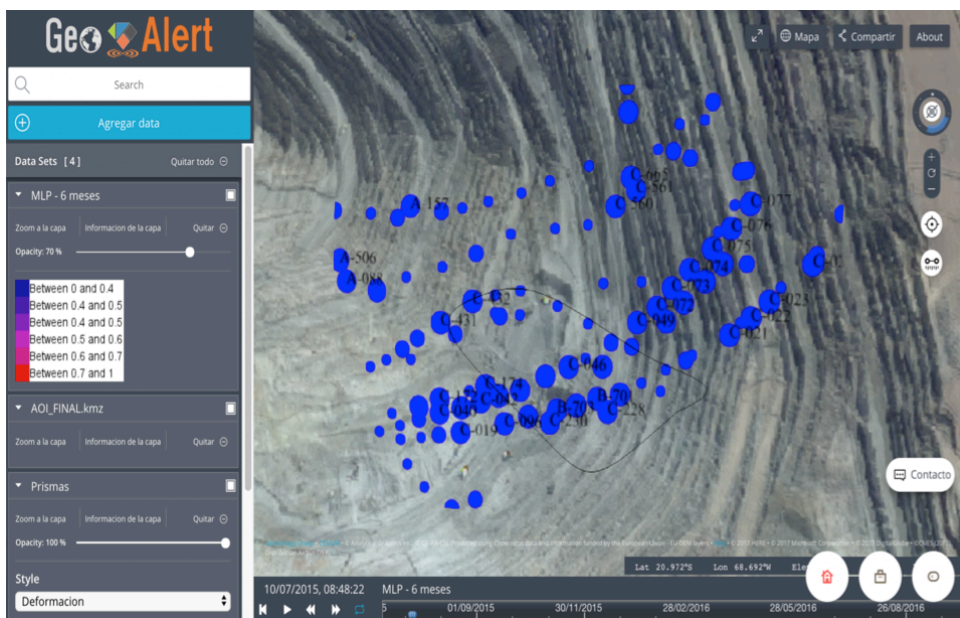 Geo Alert
Search
Agregar data
Data Sets [ 4 ]
Quitar todo
MLP - 6 meses
Zoom a la capa
Informacion de la capa
Quitar
Opacity: 70 %
Between 0 and 0.4
Between 0.4 and 0.5
Between 0.4 and 0.5
Between 0.5 and 0.6
Between 0.6 and 0.7
Between 0.7 and 1
AOI_FINAL.kmz
Zoom a la capa
Informacion de la capa
Quitar
Prismas
Zoom a la capa
Informacion de la capa
Quitar
Opacity: 100 %
Style
Deformacion
Mapa
Compartir
About
C-561
C-560
A-157
C-077
C-076
C-075
A-506
A-088
C-074
C-073
C-072
C-023
C-022
C-021
C-049
C-046
C-174
C-042
C-040
C-019
C-096
B-703
B-701
C-230
C-228
Contacto
Lat 20.972°S Lon 68.692°W
10/07/2015, 08:48:22
MLP - 6 meses
01/09/2015
30/11/2015
28/02/2016
28/05/2016
26/08/2016